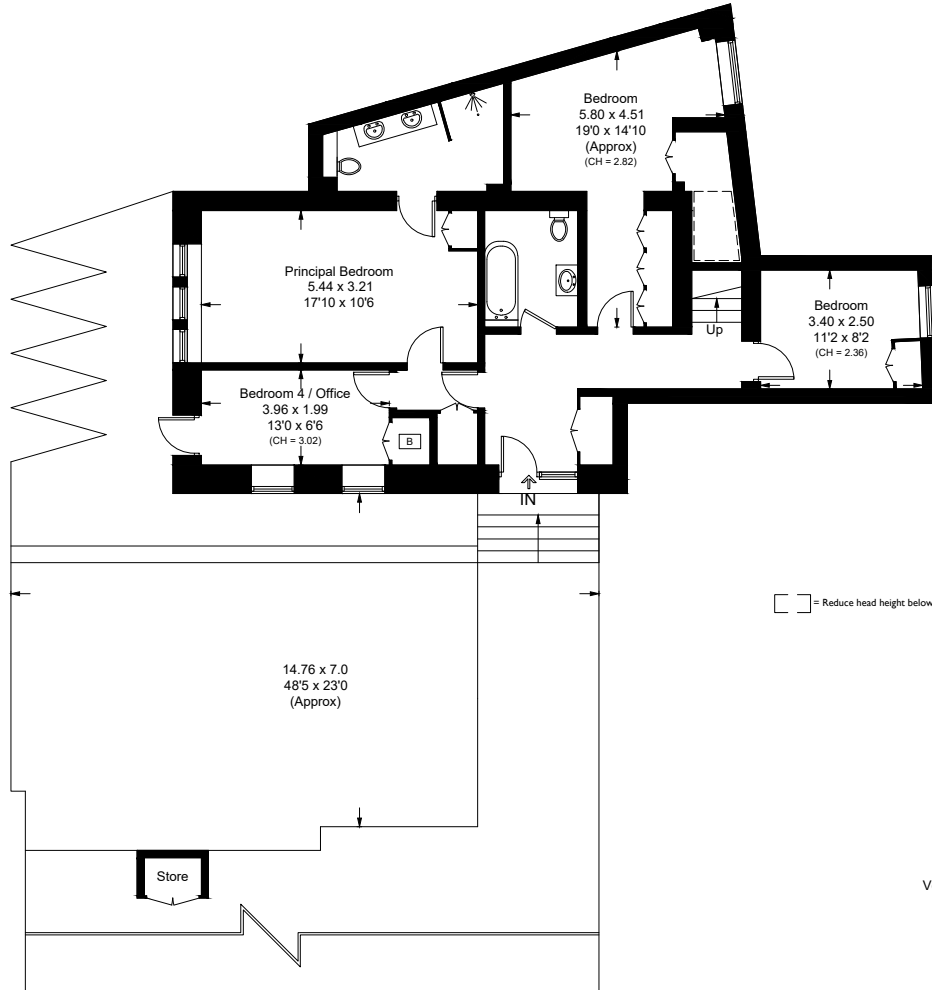 Bedroom
5.80 x 4.51
19'0 x 14'10
(Approx)
(CH = 2.82)
Principal Bedroom
5.44 x 3.21
17'10 x 10'6
Bedroom
3.40 x 2.50
11'2 x 8'2
(CH = 2.36)
Up
Bedroom 4 / Office
3.96 x 1.99
13'0 x 6'6
(CH = 3.02)
B
IN
= Reduce head height below
14.76 x 7.0
48'5 x 23'0
(Approx)
Store
V